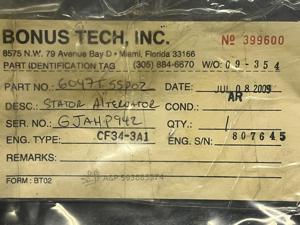 BONUS TECH, INC. Nº 399600
8575 N.W. 79 Avenue Bay D • Miami, Florida 33166
PART IDENTIFICATION TAG (305) 884-6670 W/O: 09-354
PART NO.: 6047T55P02 DATE: JUL 08 2009
DESC.: Stator Alternator COND.: AR
SER. NO.: GJAHP942 QTY.: 1
ENG. TYPE: CF34-3A1 ENG. S/N: 807645
REMARKS:
FORM: BT02